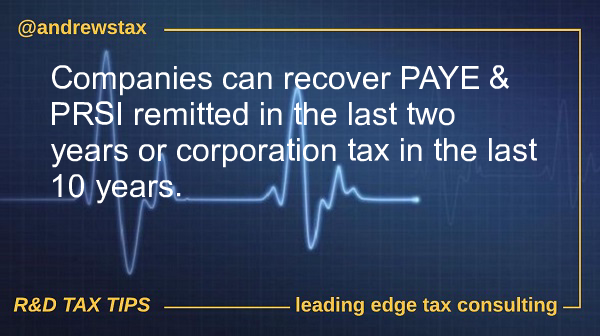 @andrewstax
Companies can recover PAYE &
PRSI remitted in the last two
years or corporation tax in the last
10 years.
R&D TAX TIPS
leading edge tax consulting